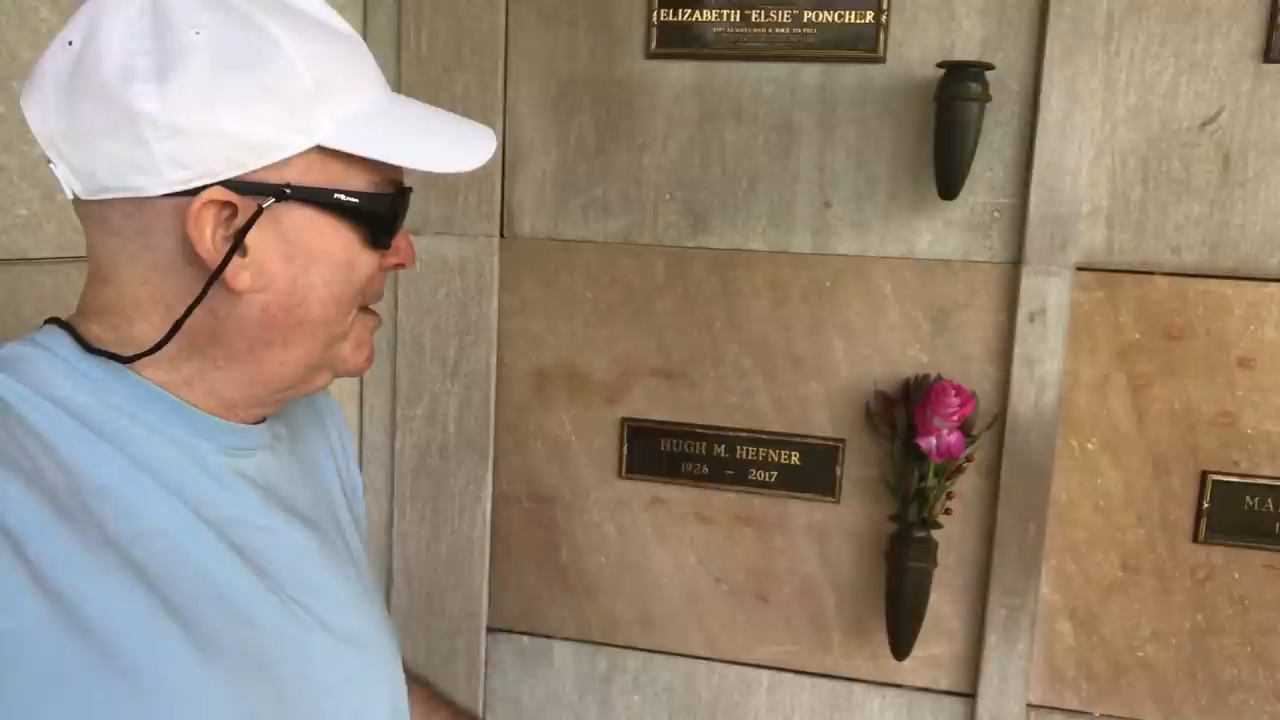 ELIZABETH "ELSIE" PONCHER
HUGH M. HEFNER
1926 – 2017
MA